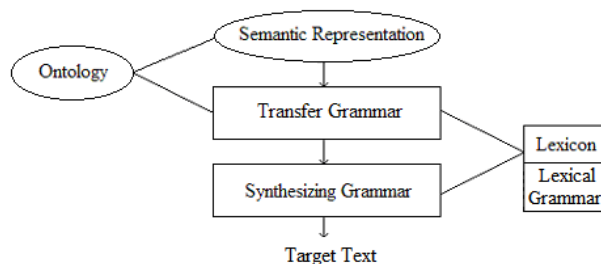 Semantic Representation
Ontology
Transfer Grammar
Lexicon
Lexical
Grammar
Synthesizing Grammar
Target Text